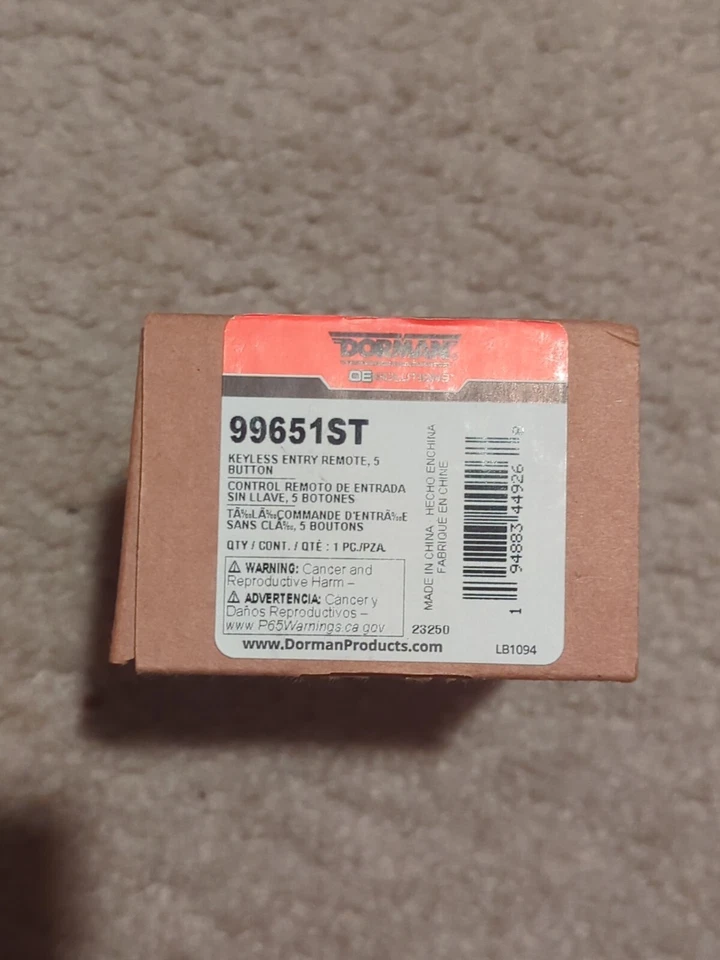 DORMAN
OE SOLUTIONS
99651ST
KEYLESS ENTRY REMOTE, 5
BUTTON
CONTROL REMOTO DE ENTRADA
SIN LLAVE, 5 BOTONES
TÃ‰LÃ‰COMMANDE D'ENTRÃ‰E
SANS CLÃ‰, 5 BOUTONS
QTY / CONT. / QTÉ : 1 PC./PZA.
⚠ WARNING: Cancer and
Reproductive Harm –
⚠ ADVERTENCIA: Cáncer y
Daños Reproductivos –
www.P65Warnings.ca.gov
www.DormanProducts.com
MADE IN CHINA HECHO ENCHINA
FABRIQUE EN CHINE
23250
1 94883 44926 9
LB1094